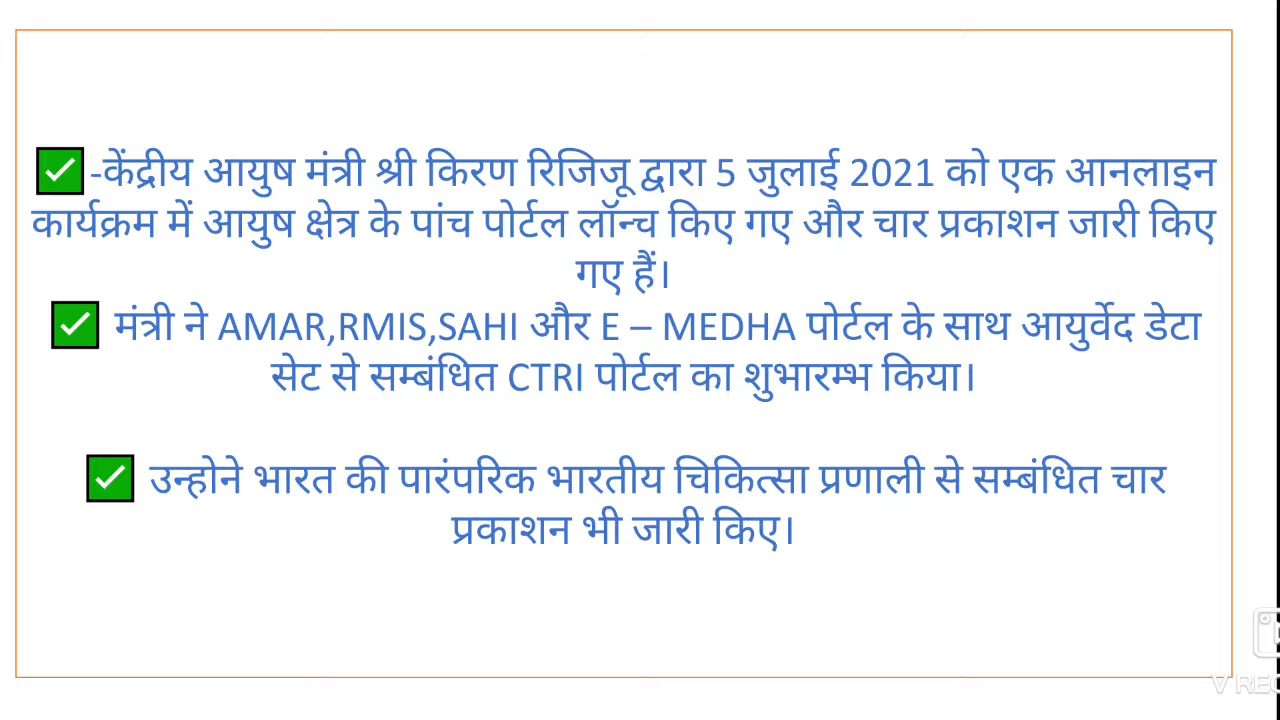 ✅-केंद्रीय आयुष मंत्री श्री किरण रिजिजू द्वारा 5 जुलाई 2021 को एक आनलाइन
कार्यक्रम में आयुष क्षेत्र के पांच पोर्टल लॉन्च किए गए और चार प्रकाशन जारी किए
गए हैं।
✅ मंत्री ने AMAR,RMIS,SAHI और E – MEDHA पोर्टल के साथ आयुर्वेद डेटा
सेट से सम्बंधित CTRI पोर्टल का शुभारम्भ किया।
✅ उन्होने भारत की पारंपरिक भारतीय चिकित्सा प्रणाली से सम्बंधित चार
प्रकाशन भी जारी किए।